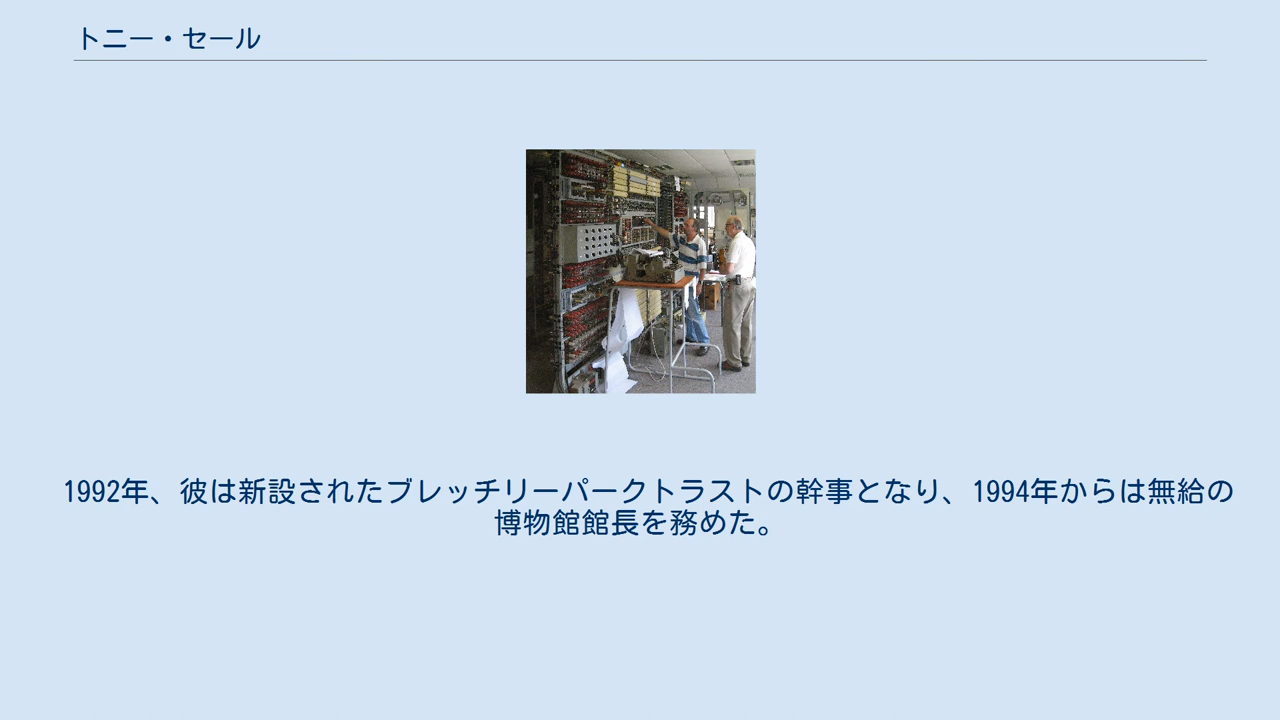 トニー・セール
1992年、彼は新設されたブレッチリーパークトラストの幹事となり、1994年からは無給の
博物館館長を務めた。